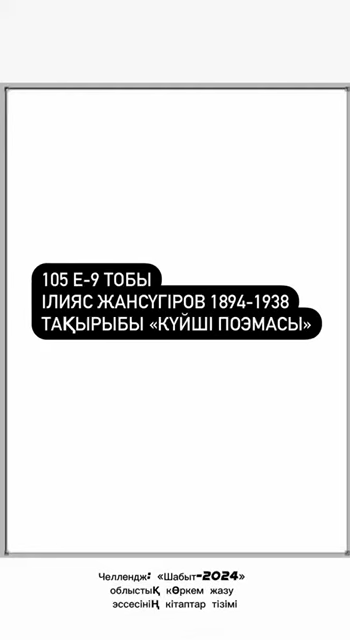 105 Е-9 ТОБЫ
ІЛИЯС ЖАНСҮГІРОВ 1894-1938
ТАҚЫРЫБЫ «КҮЙШІ ПОЭМАСЫ»
Челлендж: «Шабыт-2024»
облыстық көркем жазу
эссесінің кітаптар тізімі